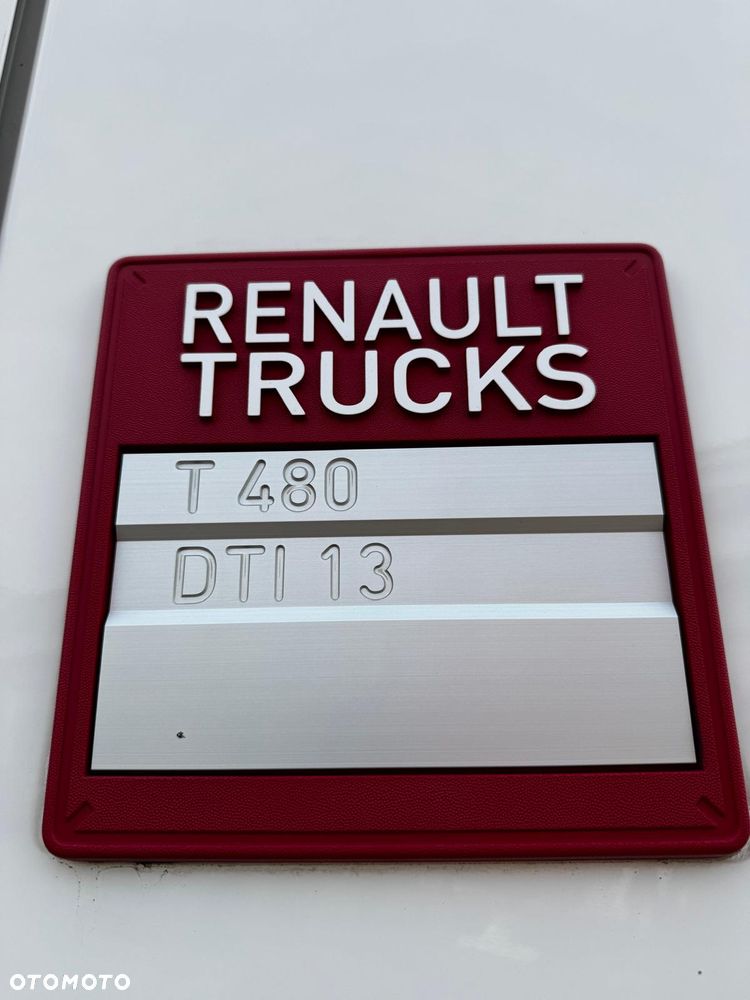 RENAULT
TRUCKS
T 480
DTI 13
OTOMOTO